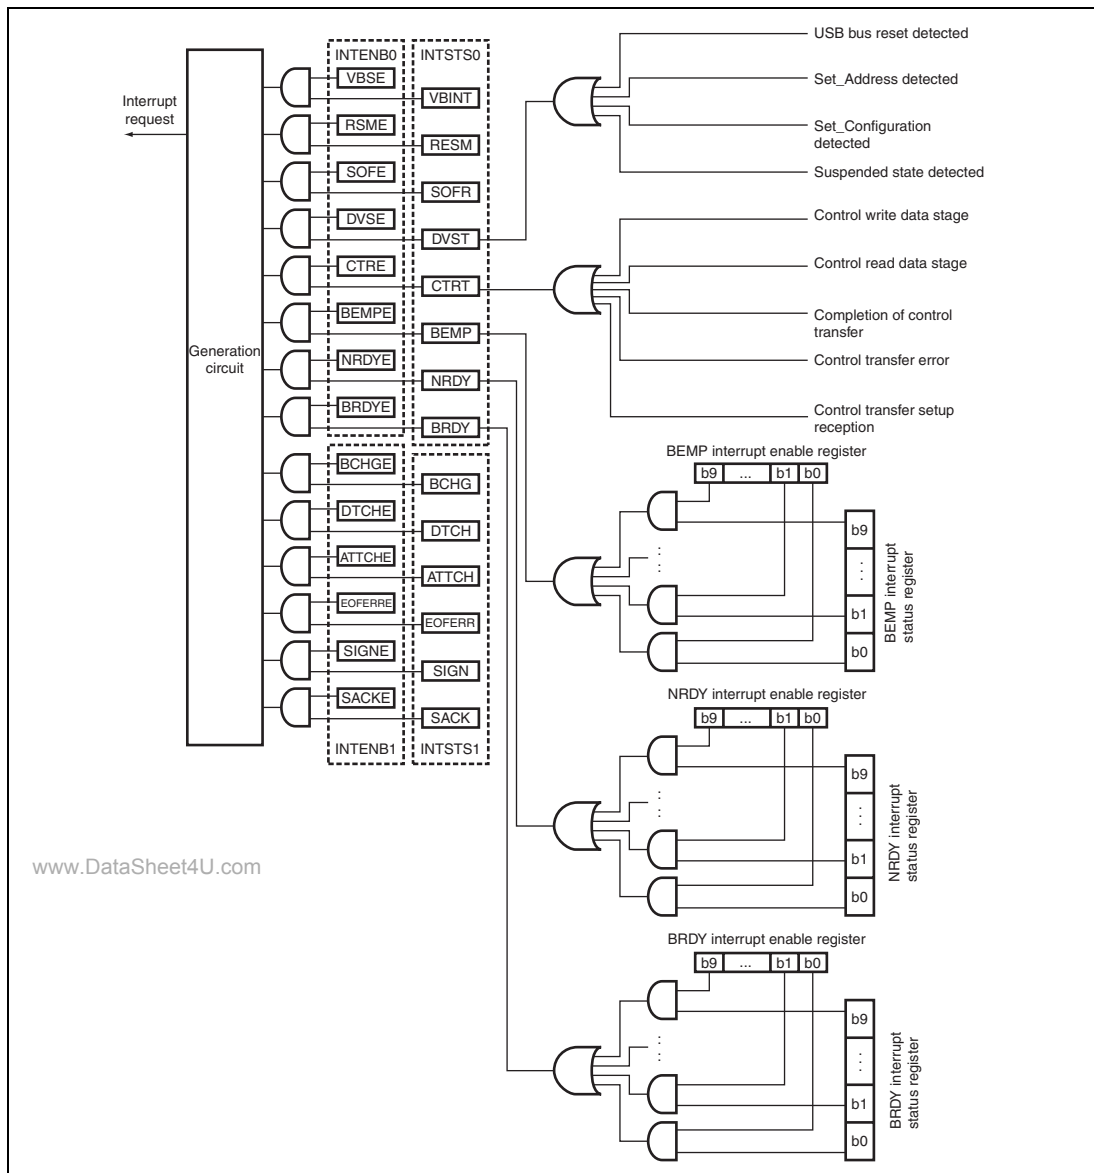 Interrupt
request
Generation
circuit
INTENB0
VBSE
RSME
SOFE
DVSE
CTRE
BEMPE
NRDYE
BRDYE
INTSTS0
VBINT
RESM
SOFR
DVST
CTRT
BEMP
NRDY
BRDY
BCHGE
DTCHE
ATTCHE
EOFERRE
SIGNE
SACKE
INTENB1
BCHG
DTCH
ATTCH
EOFERR
SIGN
SACK
INTSTS1
USB bus reset detected
Set_Address detected
Set_Configuration
detected
Suspended state detected
Control write data stage
Control read data stage
Completion of control
transfer
Control transfer error
Control transfer setup
reception
BEMP interrupt enable register
b9 ... b1 b0
b9
...
b1
b0
BEMP interrupt
status register
NRDY interrupt enable register
b9 ... b1 b0
b9
...
b1
b0
NRDY interrupt
status register
BRDY interrupt enable register
b9 ... b1 b0
b9
...
b1
b0
BRDY interrupt
status register
www.DataSheet4U.com